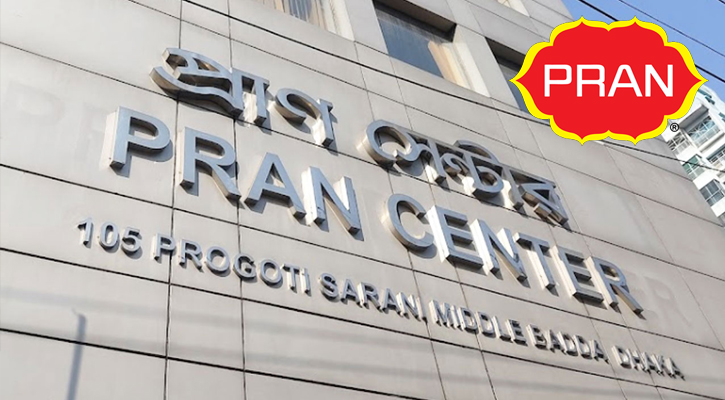 প্রাণ সেন্টার
PRAN CENTER
105 PROGOTI SARANI, MIDDLE BADDA, DHAKA
PRAN
®